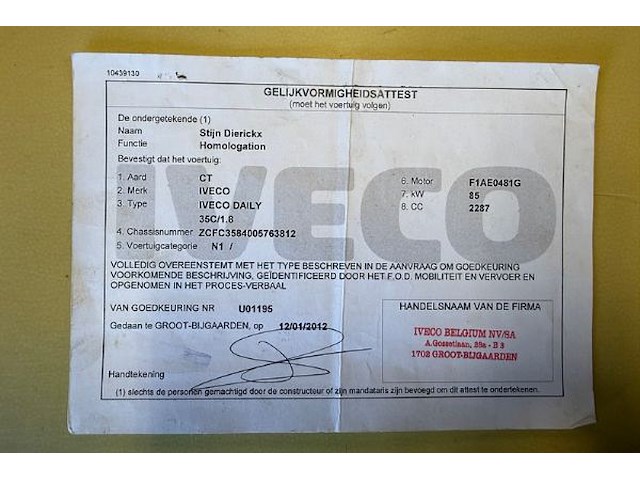 10439130
GELIJKVORMIGHEIDSATTEST
(moet het voertuig volgen)
De ondergetekende (1)
Naam Stijn Dierickx
Functie Homologation
Bevestigt dat het voertuig:
IVECO
1. Aard CT
2. Merk IVECO
3. Type IVECO DAILY
35C/1.8
4. Chassisnummer ZCFC3584005763812
5. Voertuigcategorie N1 /
6. Motor F1AE0481G
7. kW 85
8. CC 2287
VOLLEDIG OVEREENSTEMT MET HET TYPE BESCHREVEN IN DE AANVRAAG OM GOEDKEURING
VOORKOMENDE BESCHRIJVING, GEÏDENTIFICEERD DOOR HET F.O.D. MOBILITEIT EN VERVOER EN
OPGENOMEN IN HET PROCES-VERBAAL
VAN GOEDKEURING NR U01195
Gedaan te GROOT-BIJGAARDEN, op 12/01/2012
Handtekening
HANDELSNAAM VAN DE FIRMA
IVECO BELGIUM NV/SA
A.Gossetlaan, 28a - B 3
1702 GROOT-BIJGAARDEN
(1) slechts de personen gemachtigd door de constructeur of zijn mandataris zijn bevoegd om dit attest te ondertekenen.